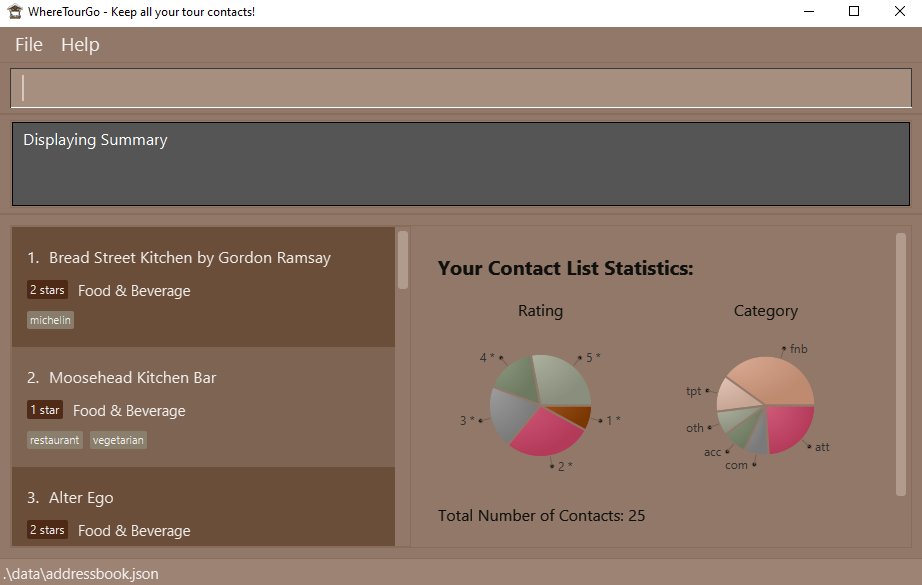 WhereTourGo - Keep all your tour contacts!
File Help
Displaying Summary
1. Bread Street Kitchen by Gordon Ramsay
2 stars Food & Beverage
michelin
2. Moosehead Kitchen Bar
1 star Food & Beverage
restaurant vegetarian
3. Alter Ego
2 stars Food & Beverage
Your Contact List Statistics:
Rating
4 *
5 *
3 *
1 *
2 *
Category
fnb
tpt
oth
acc
com
att
Total Number of Contacts: 25
.\data\addressbook.json